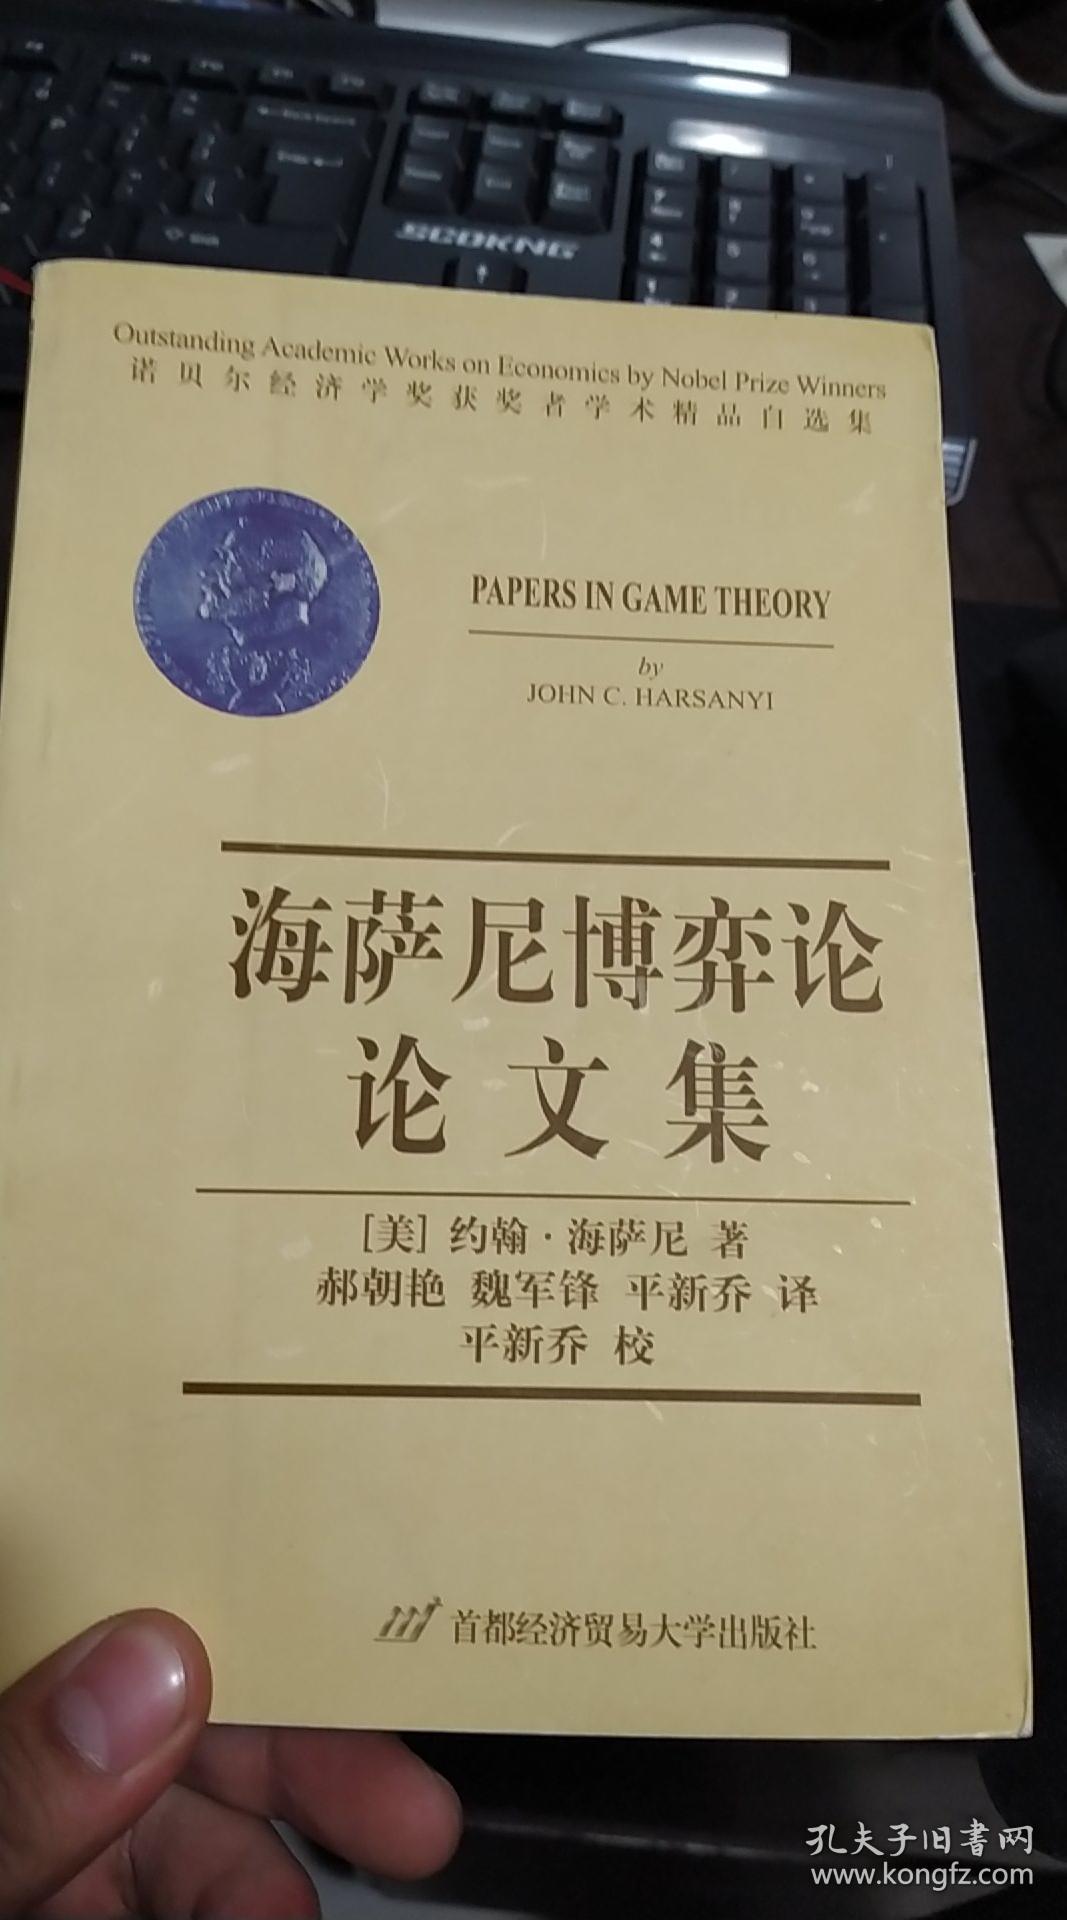 SCOKNG
Outstanding Academic Works on Economics by Nobel Prize Winners
诺贝尔经济学奖获奖者学术精品自选集
PAPERS IN GAME THEORY
by
JOHN C. HARSANYI
海萨尼博弈论
论文集
[美] 约翰·海萨尼 著
郝朝艳 魏军锋 平新乔 译
平新乔 校
首都经济贸易大学出版社
孔夫子旧書网
www.kongfz.com